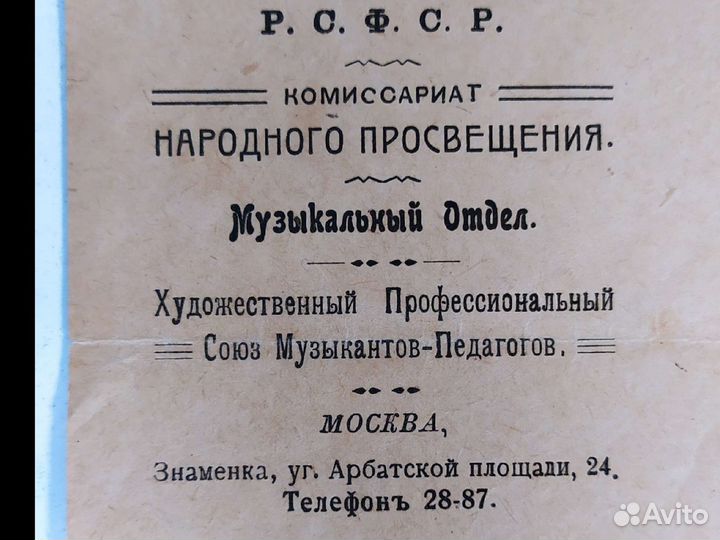 Р. С. Ф. С. Р.
КОМИССАРИАТ
НАРОДНОГО ПРОСВЕЩЕНИЯ.
Музыкальный Отдел.
Художественный Профессиональный
Союз Музыкантов-Педагогов.
МОСКВА,
Знаменка, уг. Арбатской площади, 24.
Телефонъ 28-87.
Avito